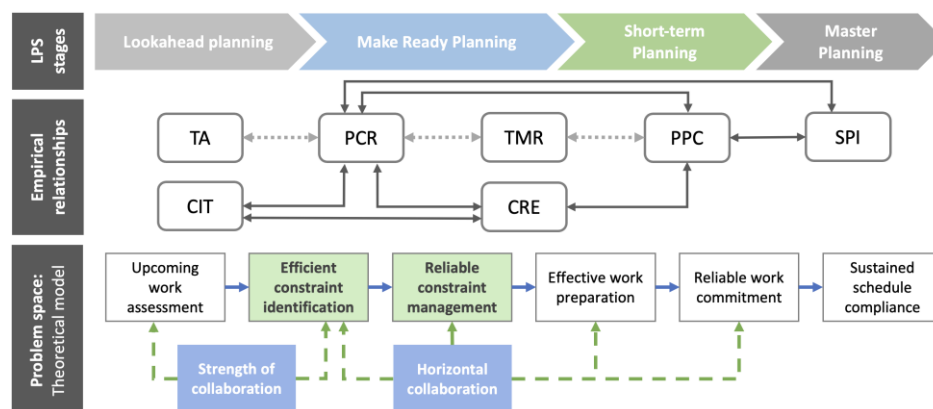 LPS
stages
Lookahead planning
Make Ready Planning
Short-term
Planning
Master
Planning
Empirical
relationships
TA
PCR
TMR
PPC
SPI
CIT
CRE
Problem space:
Theoretical model
Upcoming
work
assessment
Efficient
constraint
identification
Reliable
constraint
management
Effective work
preparation
Reliable work
commitment
Sustained
schedule
compliance
Strength of
collaboration
Horizontal
collaboration